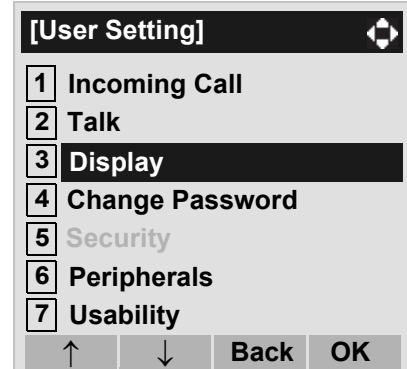 [User Setting]
1 Incoming Call
2 Talk
3 Display
4 Change Password
5 Security
6 Peripherals
7 Usability
↑ ↓ Back OK